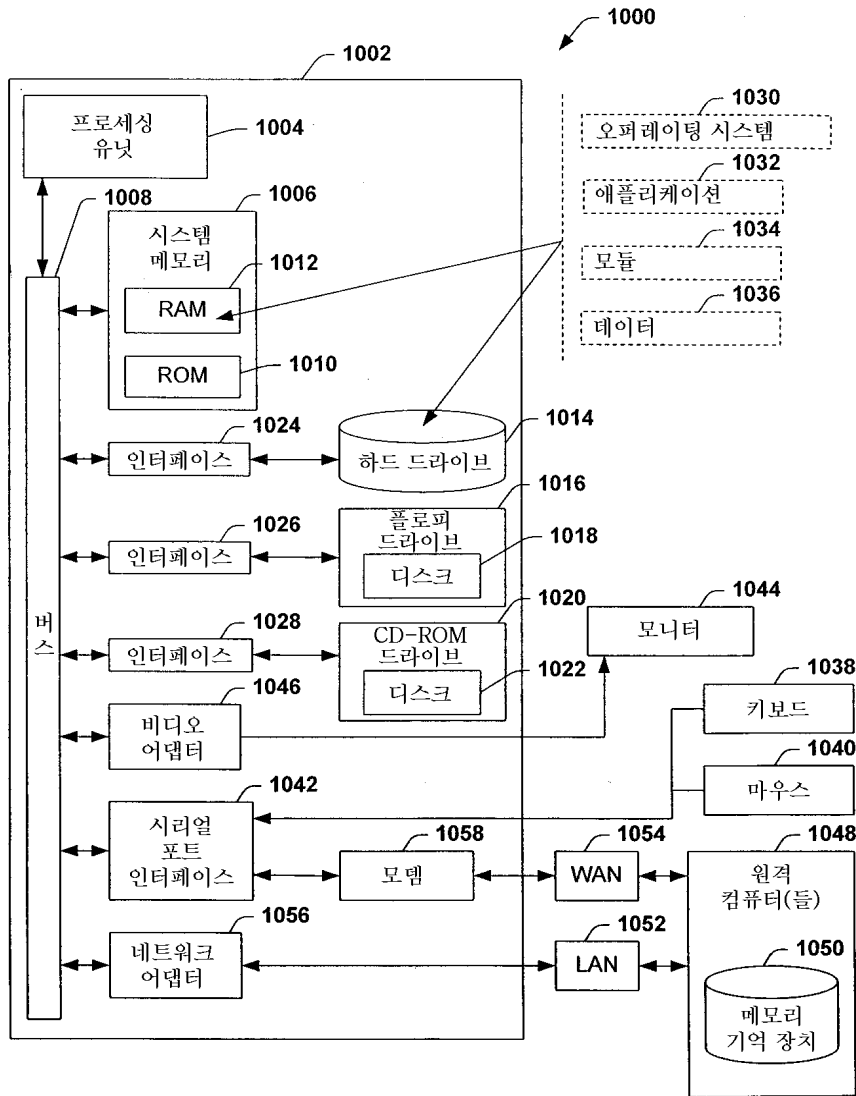 1000
1002
프로세싱
유닛
1004
1030
오퍼레이팅 시스템
1032
애플리케이션
1034
모듈
1036
데이터
1008
1006
시스템
메모리
1012
RAM
1010
ROM
1024
인터페이스
1014
하드 드라이브
1016
플로피
드라이브
1018
디스크
1026
인터페이스
버스
1020
CD-ROM
드라이브
1022
디스크
1028
인터페이스
1044
모니터
1046
비디오
어댑터
1038
키보드
1040
마우스
1042
시리얼
포트
인터페이스
1058
모뎀
1054
WAN
1048
원격
컴퓨터(들)
1056
네트워크
어댑터
1052
LAN
1050
메모리
기억 장치